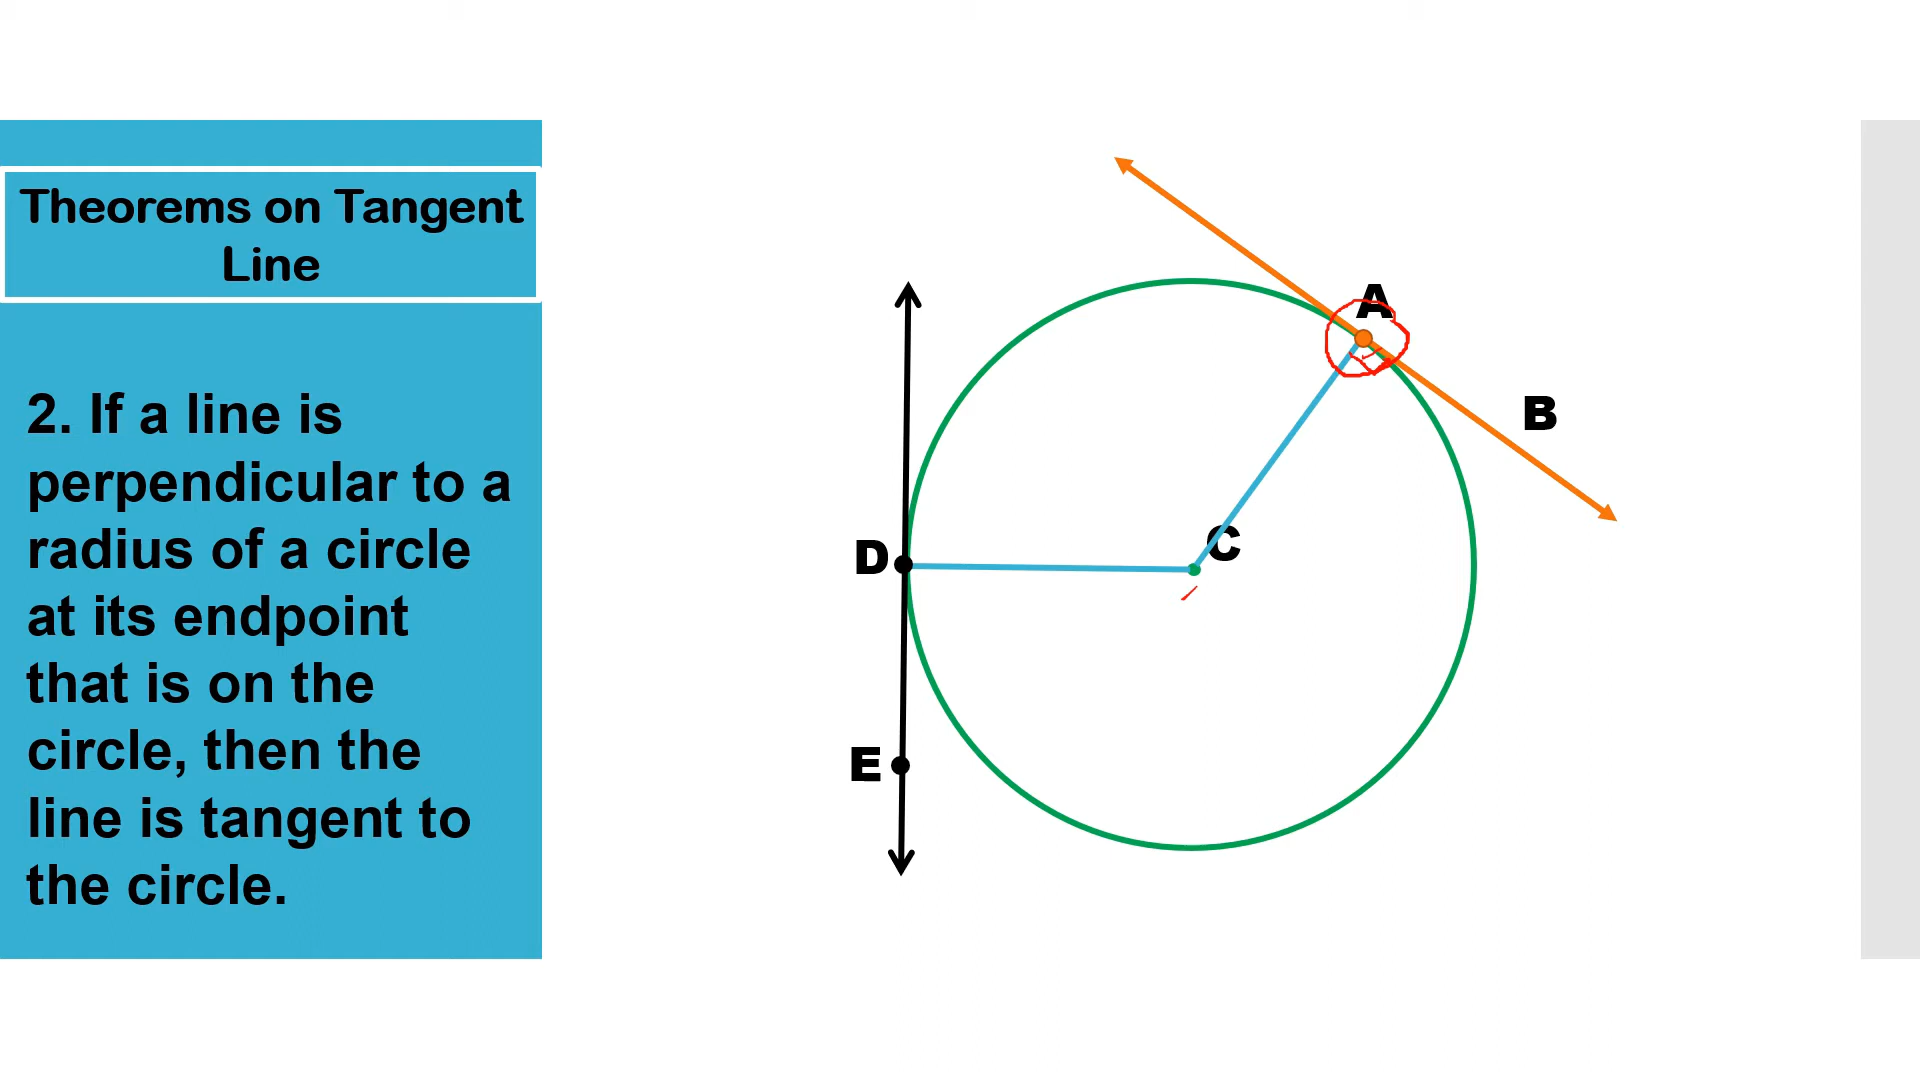 Theorems on Tangent
Line
2. If a line is
perpendicular to a
radius of a circle
at its endpoint
that is on the
circle, then the
line is tangent to
the circle.
A
B
C
D
E